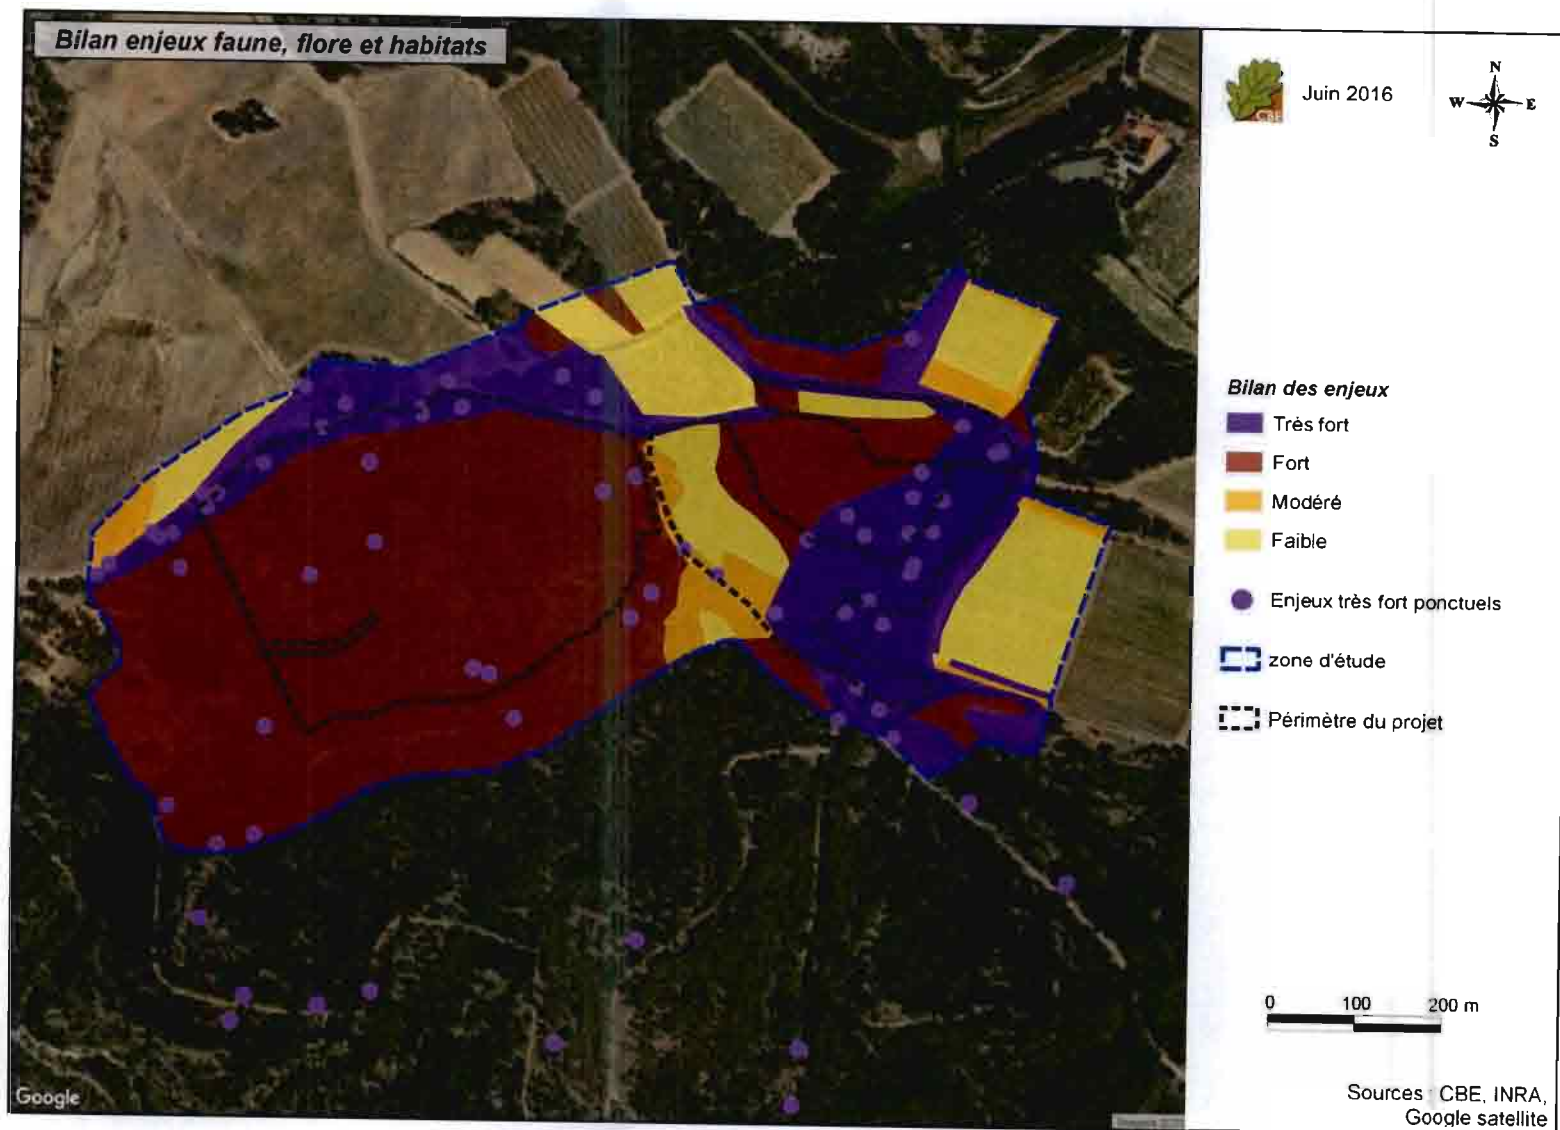 Bilan enjeux faune, flore et habitats
CBE
Juin 2016
N
W
E
S
Bilan des enjeux
Très fort
Fort
Modéré
Faible
Enjeux très fort ponctuels
zone d'étude
Périmètre du projet
0 100 200 m
Google
Sources : CBE, INRA,
Google satellite